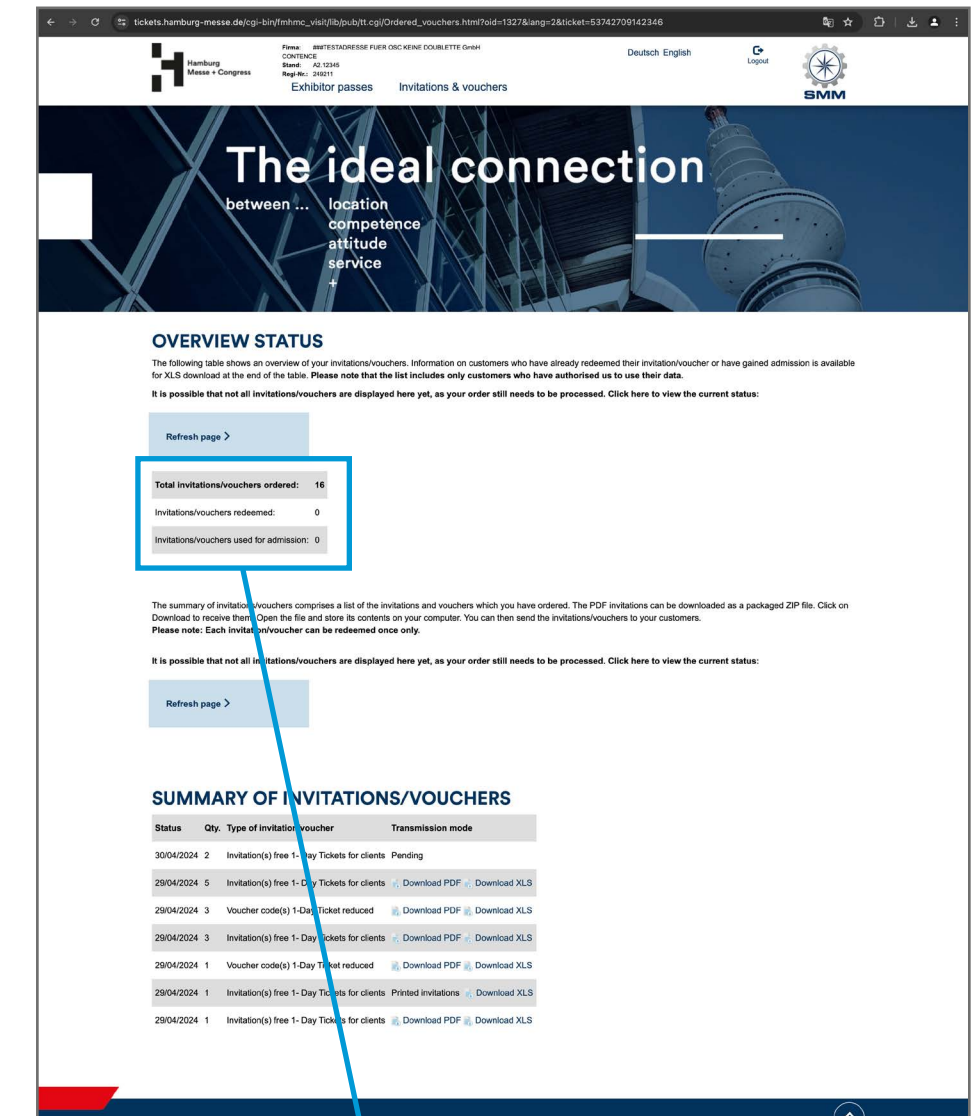 tickets.hamburg-messe.de/cgi-bin/fmhmc_visit/lib/pub/tt.cgi/Ordered_vouchers.html?oid=1327&lang=2&ticket=53742709142346
Hamburg
Messe + Congress
Firma: ###TESTADRESSE FUER OSC KEINE DOUBLETTE GmbH
CONTENCE
Stand: A2.12345
Regi-Nr.: 249211
Exhibitor passes Invitations & vouchers
Deutsch English
Logout
SMM
The ideal connection
between ... location
competence
attitude
service
+
OVERVIEW STATUS
The following table shows an overview of your invitations/vouchers. Information on customers who have already redeemed their invitation/voucher or have gained admission is available
for XLS download at the end of the table. Please note that the list includes only customers who have authorised us to use their data.
It is possible that not all invitations/vouchers are displayed here yet, as your order still needs to be processed. Click here to view the current status:
Refresh page >
Total invitations/vouchers ordered: 16
Invitations/vouchers redeemed: 0
Invitations/vouchers used for admission: 0
The summary of invitations/vouchers comprises a list of the invitations and vouchers which you have ordered. The PDF invitations can be downloaded as a packaged ZIP file. Click on
Download to receive them. Open the file and store its contents on your computer. You can then send the invitations/vouchers to your customers.
Please note: Each invitation/voucher can be redeemed once only.
It is possible that not all invitations/vouchers are displayed here yet, as your order still needs to be processed. Click here to view the current status:
Refresh page >
SUMMARY OF INVITATIONS/VOUCHERS
Status Qty. Type of invitation/voucher Transmission mode
30/04/2024 2 Invitation(s) free 1- Day Tickets for clients Pending
29/04/2024 5 Invitation(s) free 1- Day Tickets for clients Download PDF Download XLS
29/04/2024 3 Voucher code(s) 1-Day Ticket reduced Download PDF Download XLS
29/04/2024 3 Invitation(s) free 1- Day Tickets for clients Download PDF Download XLS
29/04/2024 1 Voucher code(s) 1-Day Ticket reduced Download PDF Download XLS
29/04/2024 1 Invitation(s) free 1- Day Tickets for clients Printed invitations Download XLS
29/04/2024 1 Invitation(s) free 1- Day Tickets for clients Download PDF Download XLS